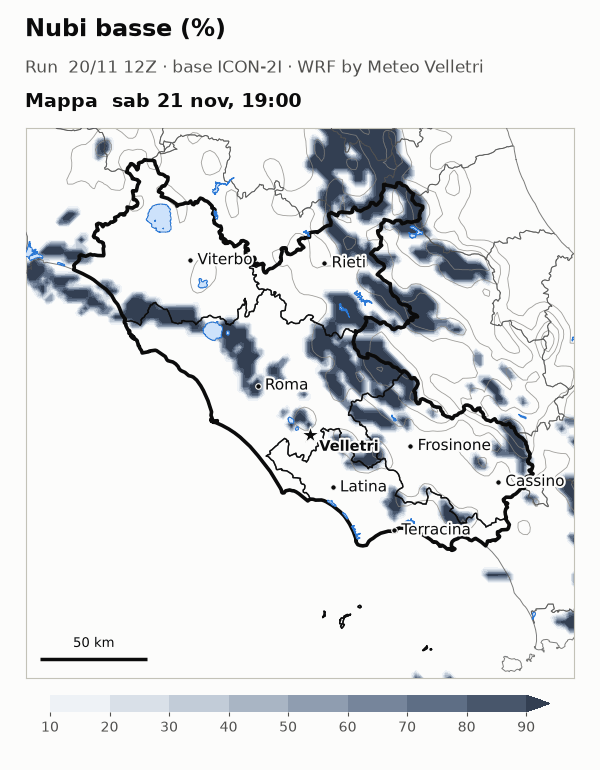 Nubi basse (%)
Run  20/11 12Z · base ICON-2I · WRF by Meteo Velletri
Mappa  sab 21 nov, 19:00
Viterbo
Rieti
Roma
Velletri
Frosinone
Cassino
Latina
Terracina
50 km
10 20 30 40 50 60 70 80 90